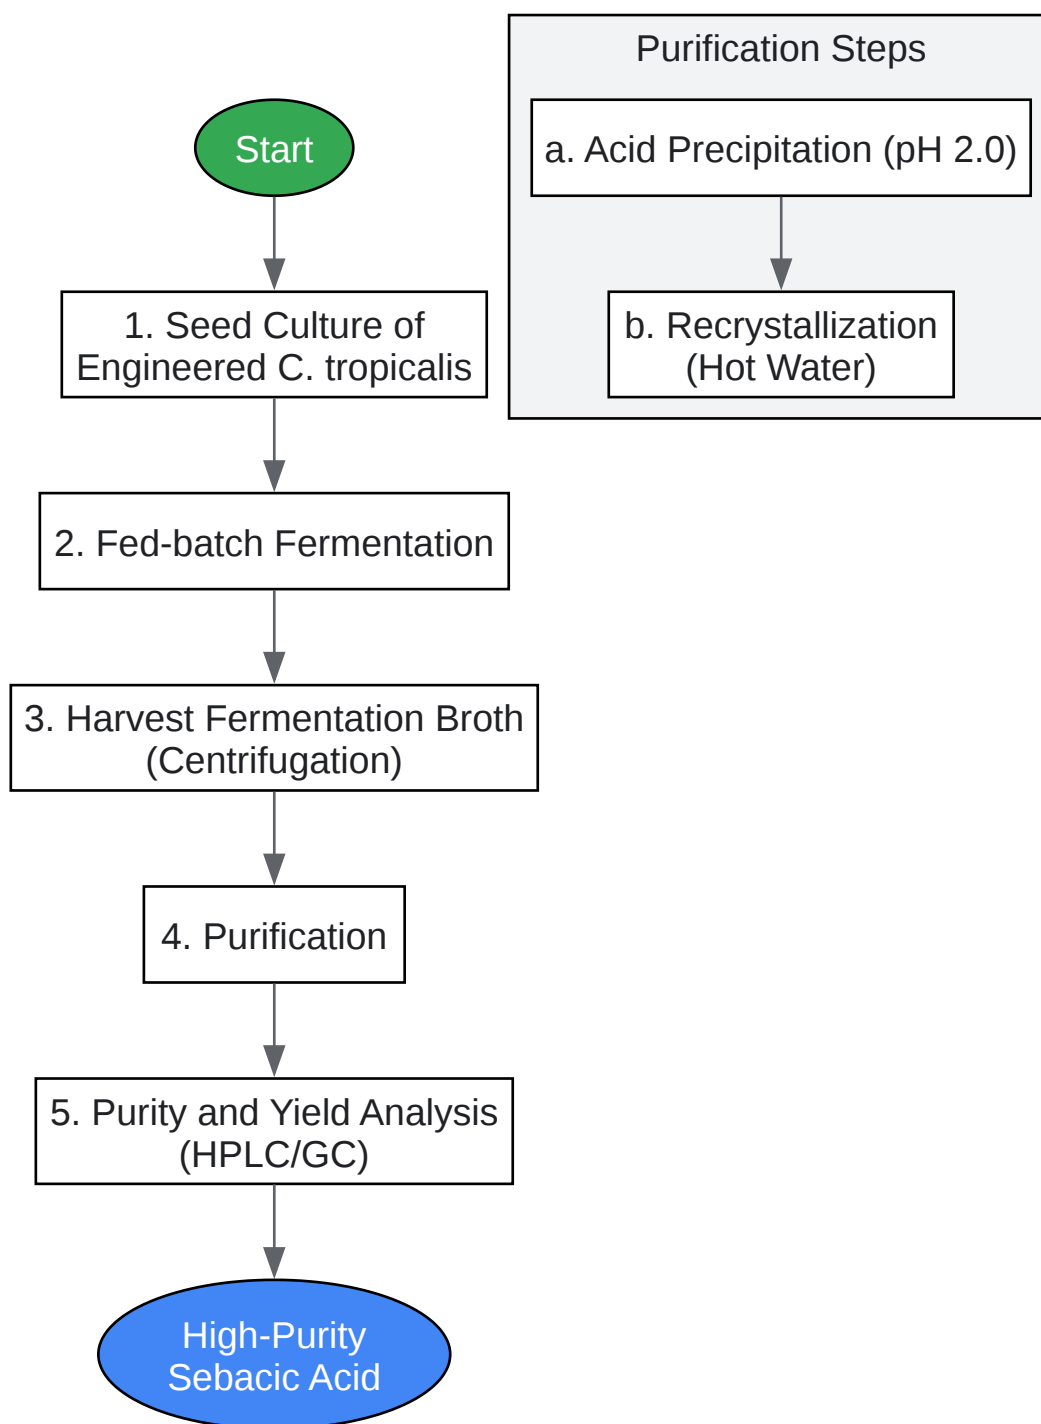 Start
1. Seed Culture of
Engineered C. tropicalis
2. Fed-batch Fermentation
3. Harvest Fermentation Broth
(Centrifugation)
4. Purification
5. Purity and Yield Analysis
(HPLC/GC)
High-Purity
Sebacic Acid
Purification Steps
a. Acid Precipitation (pH 2.0)
b. Recrystallization
(Hot Water)